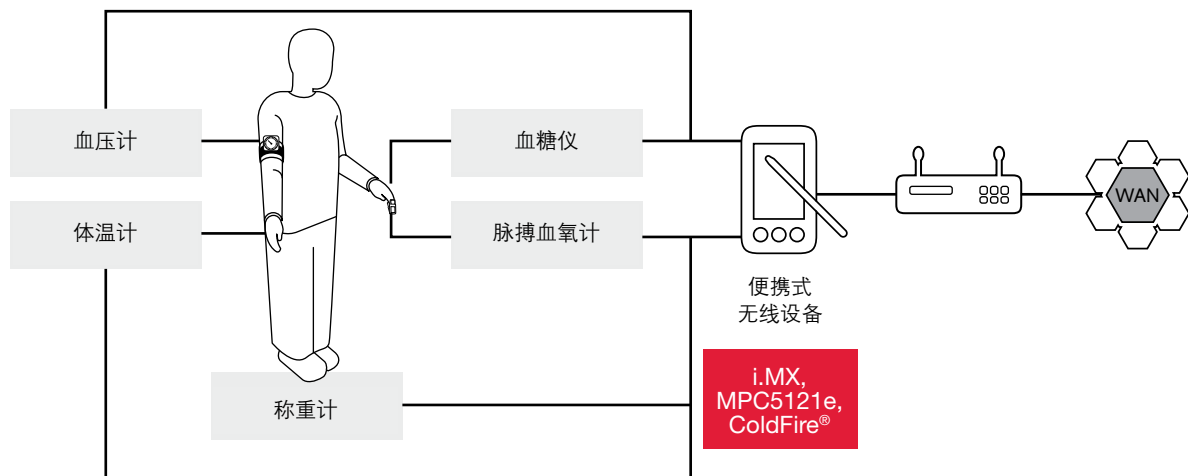 血压计
血糖仪
体温计
脉搏血氧计
WAN
便携式
无线设备
称重计
i.MX,
MPC5121e,
ColdFire®